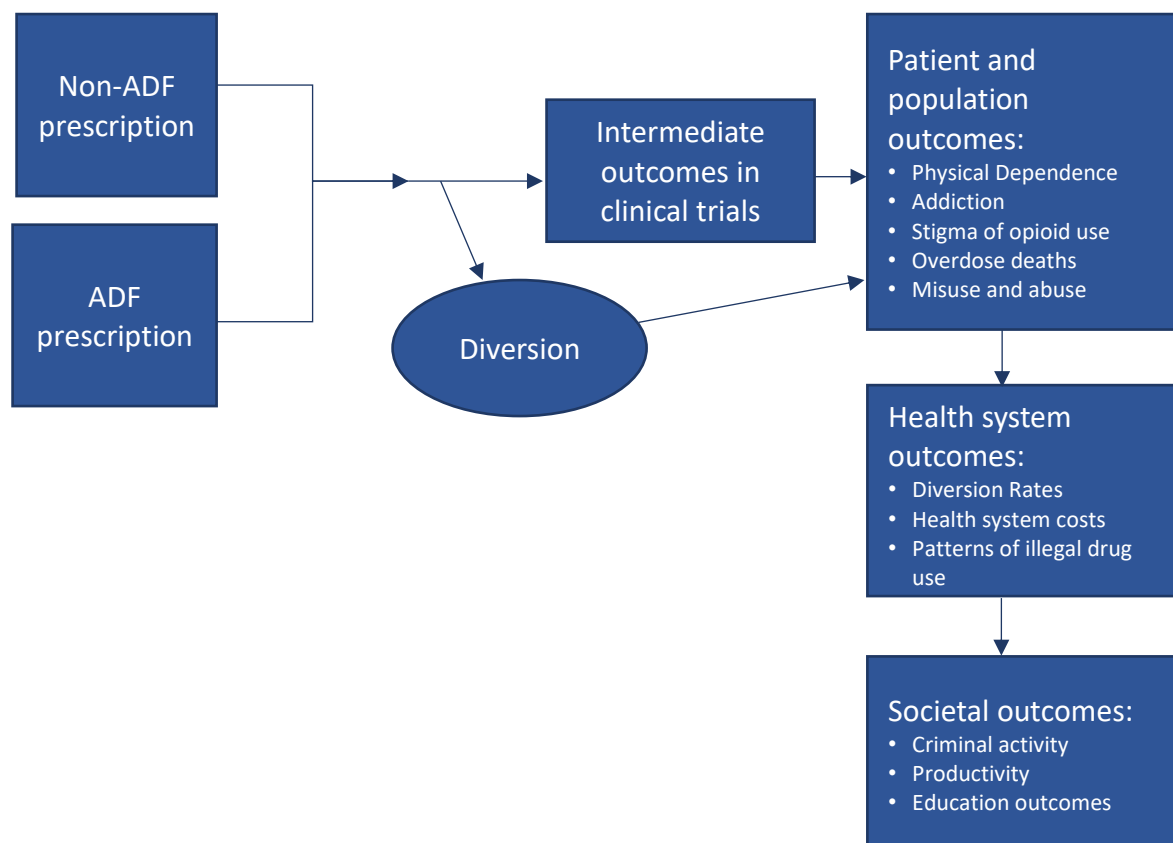 Non-ADF
prescription
ADF
prescription
Intermediate
outcomes in
clinical trials
Diversion
Patient and
population
outcomes:
• Physical Dependence
• Addiction
• Stigma of opioid use
• Overdose deaths
• Misuse and abuse
Health system
outcomes:
• Diversion Rates
• Health system costs
• Patterns of illegal drug
use
Societal outcomes:
• Criminal activity
• Productivity
• Education outcomes